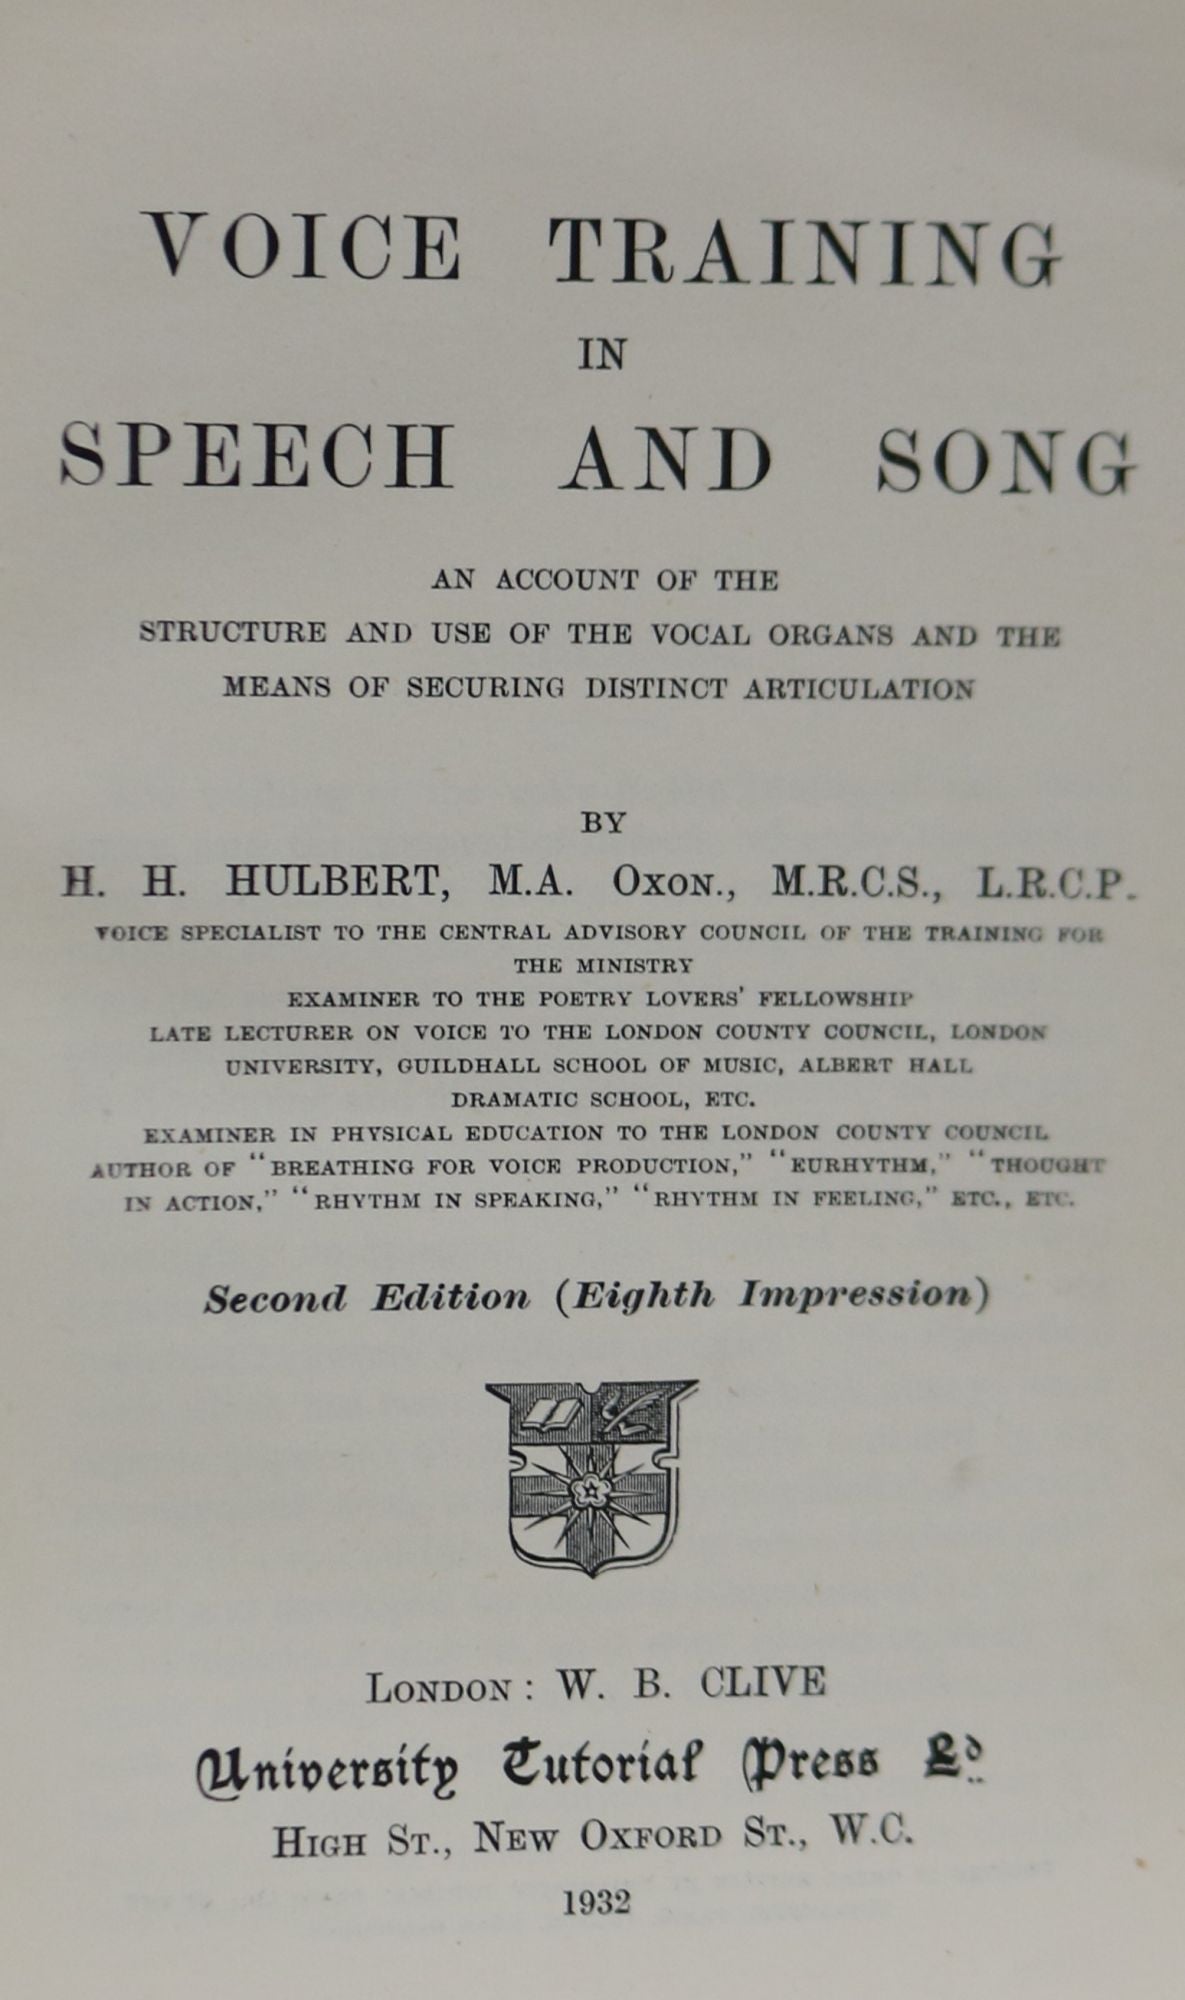 VOICE TRAINING
IN
SPEECH AND SONG
AN ACCOUNT OF THE
STRUCTURE AND USE OF THE VOCAL ORGANS AND THE
MEANS OF SECURING DISTINCT ARTICULATION
BY
H. H. HULBERT, M.A. OXON., M.R.C.S., L.R.C.P.
VOICE SPECIALIST TO THE CENTRAL ADVISORY COUNCIL OF THE TRAINING FOR
THE MINISTRY
EXAMINER TO THE POETRY LOVERS' FELLOWSHIP
LATE LECTURER ON VOICE TO THE LONDON COUNTY COUNCIL, LONDON
UNIVERSITY, GUILDHALL SCHOOL OF MUSIC, ALBERT HALL
DRAMATIC SCHOOL, ETC.
EXAMINER IN PHYSICAL EDUCATION TO THE LONDON COUNTY COUNCIL
AUTHOR OF "BREATHING FOR VOICE PRODUCTION," "EURHYTHM," "THOUGHT
IN ACTION," "RHYTHM IN SPEAKING," "RHYTHM IN FEELING," ETC., ETC.
Second Edition (Eighth Impression)
LONDON: W. B. CLIVE
University Tutorial Press Ld.
HIGH ST., NEW OXFORD ST., W.C.
1932